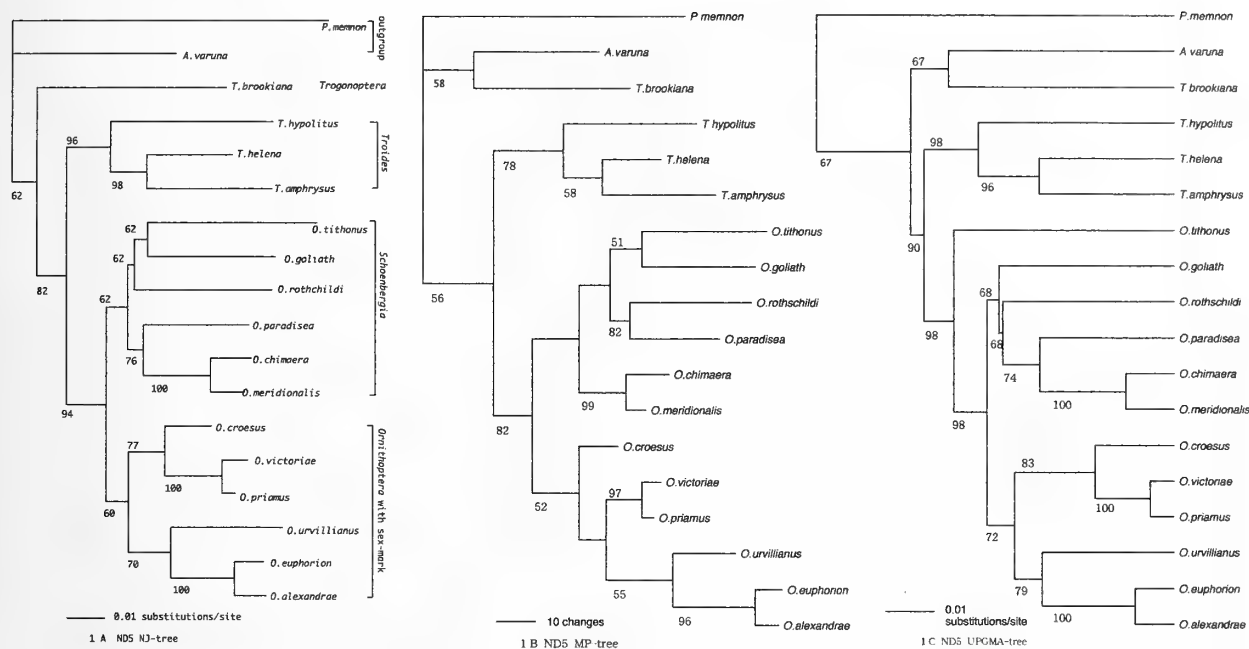 P.memnon
outgroup
A.varuna
T.brookiana Trogonoptera
96
T.hypolitus
T.helena
98
T.amphrysus
Troides
62
82
62
O.tithonus
62
O.goliath
62
O.rothchildi
O.paradisea
76
O.chimaera
100
O.meridionalis
Schoenbergia
94
O.croesus
77
O.victoriae
100
O.priamus
60
O.urvillianus
70
O.euphorion
100
O.alexandrae
Ornithoptera with sex-mark
0.01 substitutions/site
1 A ND5 NJ-tree
P memnon
A.varuna
58
T.brookiana
T hypolitus
78
T.helena
58
T.amphrysus
56
O.tithonus
51
O.goliath
O.rothschildi
82
O.paradisea
O.chimaera
99
O.meridionalis
82
O.croesus
52
97
O.victoriae
O.priamus
O.urvillianus
55
O.euphorion
96
O.alexandrae
10 changes
1 B ND5 MP-tree
P.memnon
67
A varuna
67
T brookiana
T.hypolitus
98
T.helena
96
T.amphrysus
90
O.tithonus
98
O.goliath
68
O.rothschildi
68
O.paradisea
74
O.chimaera
100
O.meridionalis
98
O.croesus
83
O.victoriae
100
O.priamus
72
O.urvillianus
79
O.euphorion
100
O.alexandrae
0.01
substitutions/site
1 C ND5 UPGMA-tree